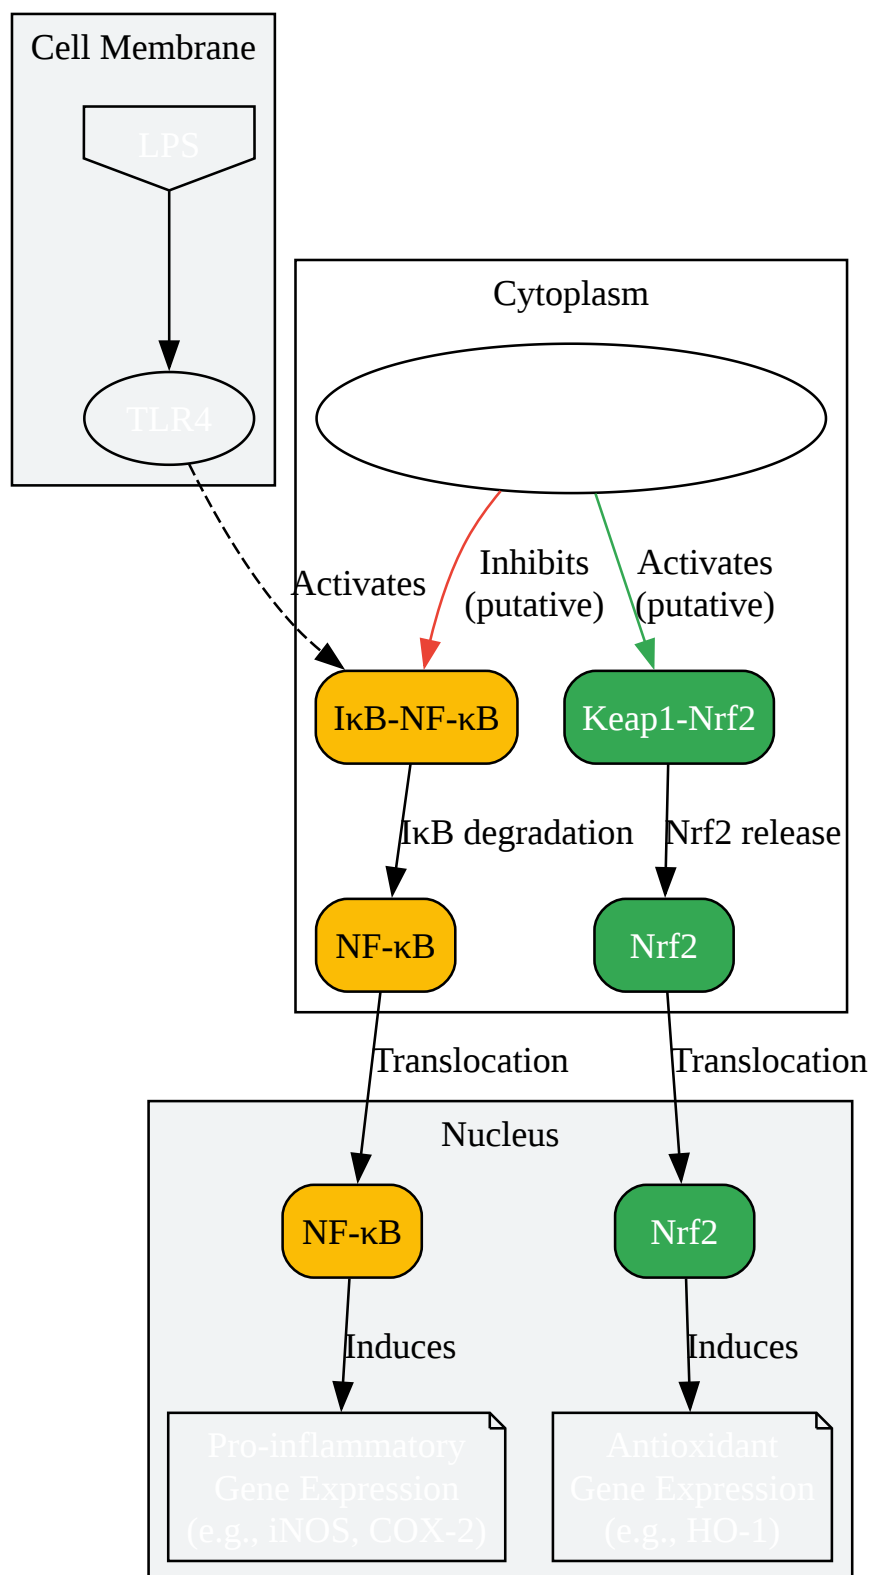 Cell Membrane
LPS
TLR4
Cytoplasm
Activates
Inhibits
(putative)
Activates
(putative)
IκB-NF-κB
Keap1-Nrf2
IκB degradation
Nrf2 release
NF-κB
Nrf2
Translocation
Translocation
Nucleus
NF-κB
Nrf2
Induces
Induces
Pro-inflammatory
Gene Expression
(e.g., iNOS, COX-2)
Antioxidant
Gene Expression
(e.g., HO-1)